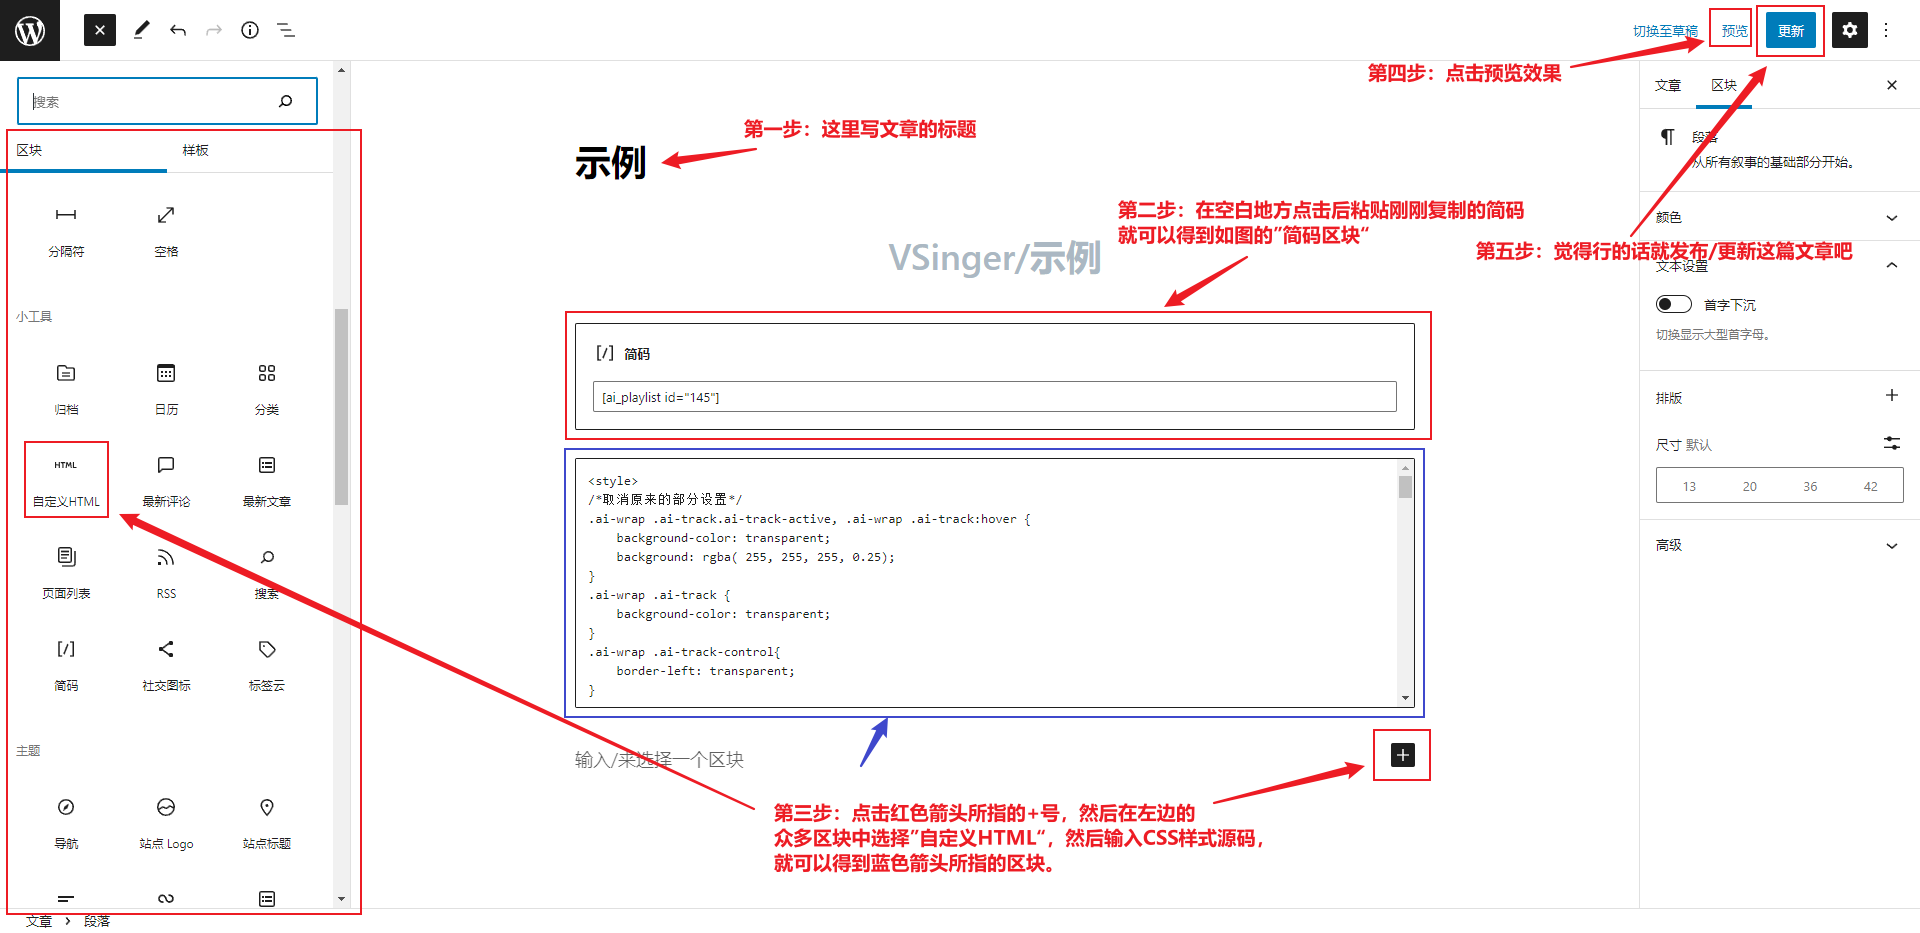 切换至草稿
预览
更新
第四步：点击预览效果
搜索
区块
样板
分隔符
空格
小工具
归档
日历
分类
HTML
自定义HTML
最新评论
最新文章
页面列表
RSS
搜索
[/]
简码
社交图标
标签云
主题
导航
站点 Logo
站点标题
文章 > 段落
第一步：这里写文章的标题
示例
第二步：在空白地方点击后粘贴刚刚复制的简码
就可以得到如图的”简码区块“
VSinger/示例
[/] 简码
[ai_playlist id="145"]
<style>
/*取消原来的部分设置*/
.ai-wrap .ai-track.ai-track-active, .ai-wrap .ai-track:hover {
background-color: transparent;
background: rgba( 255, 255, 255, 0.25);
}
.ai-wrap .ai-track {
background-color: transparent;
}
.ai-wrap .ai-track-control{
border-left: transparent;
}
输入/来选择一个区块
第三步：点击红色箭头所指的+号，然后在左边的
众多区块中选择”自定义HTML“，然后输入CSS样式源码，
就可以得到蓝色箭头所指的区块。
文章
区块
段落
从所有叙事的基础部分开始。
颜色
第五步：觉得行的话就发布/更新这篇文章吧
文本设置
首字下沉
切换显示大型首字母。
排版
尺寸 默认
13
20
36
42
高级